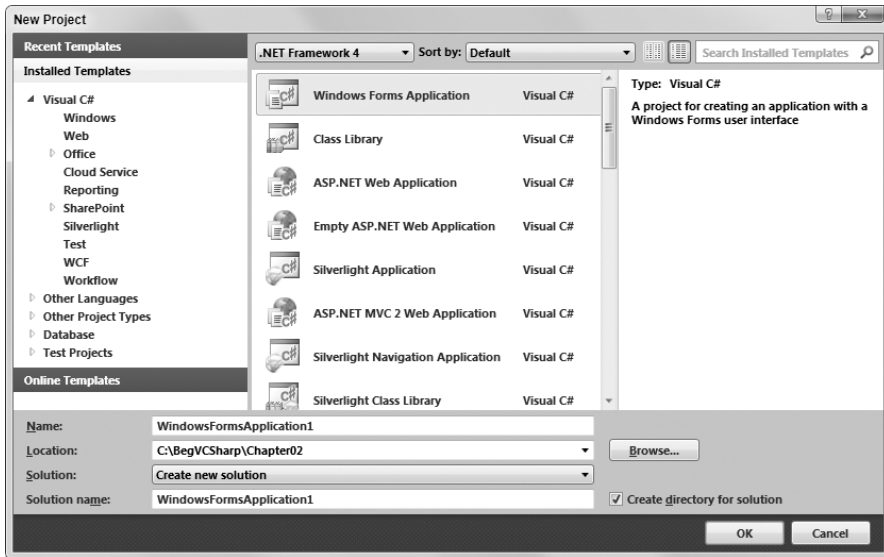 New Project
Recent Templates
Installed Templates
Visual C#
Windows
Web
Office
Cloud Service
Reporting
SharePoint
Silverlight
Test
WCF
Workflow
Other Languages
Other Project Types
Database
Test Projects
Online Templates
.NET Framework 4 Sort by: Default Search Installed Templates
Windows Forms Application Visual C#
Class Library Visual C#
ASP.NET Web Application Visual C#
Empty ASP.NET Web Application Visual C#
Silverlight Application Visual C#
ASP.NET MVC 2 Web Application Visual C#
Silverlight Navigation Application Visual C#
Silverlight Class Library Visual C#
Type: Visual C#
A project for creating an application with a
Windows Forms user interface
Name: WindowsFormsApplication1
Location: C:\BegVCSharp\Chapter02 Browse...
Solution: Create new solution
Solution name: WindowsFormsApplication1 Create directory for solution
OK Cancel